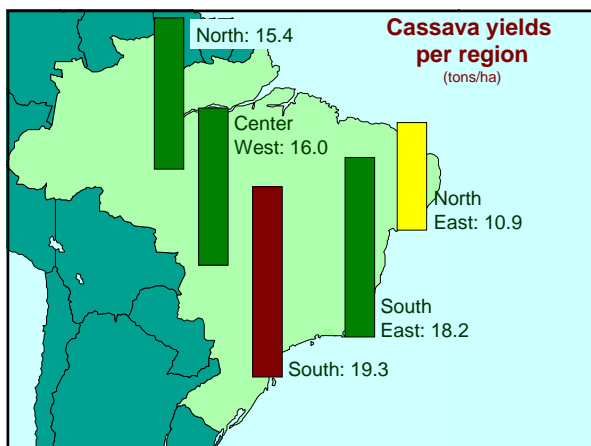 Cassava yields
per region
(tons/ha)
North: 15.4
Center
West: 16.0
North
East: 10.9
South
East: 18.2
South: 19.3